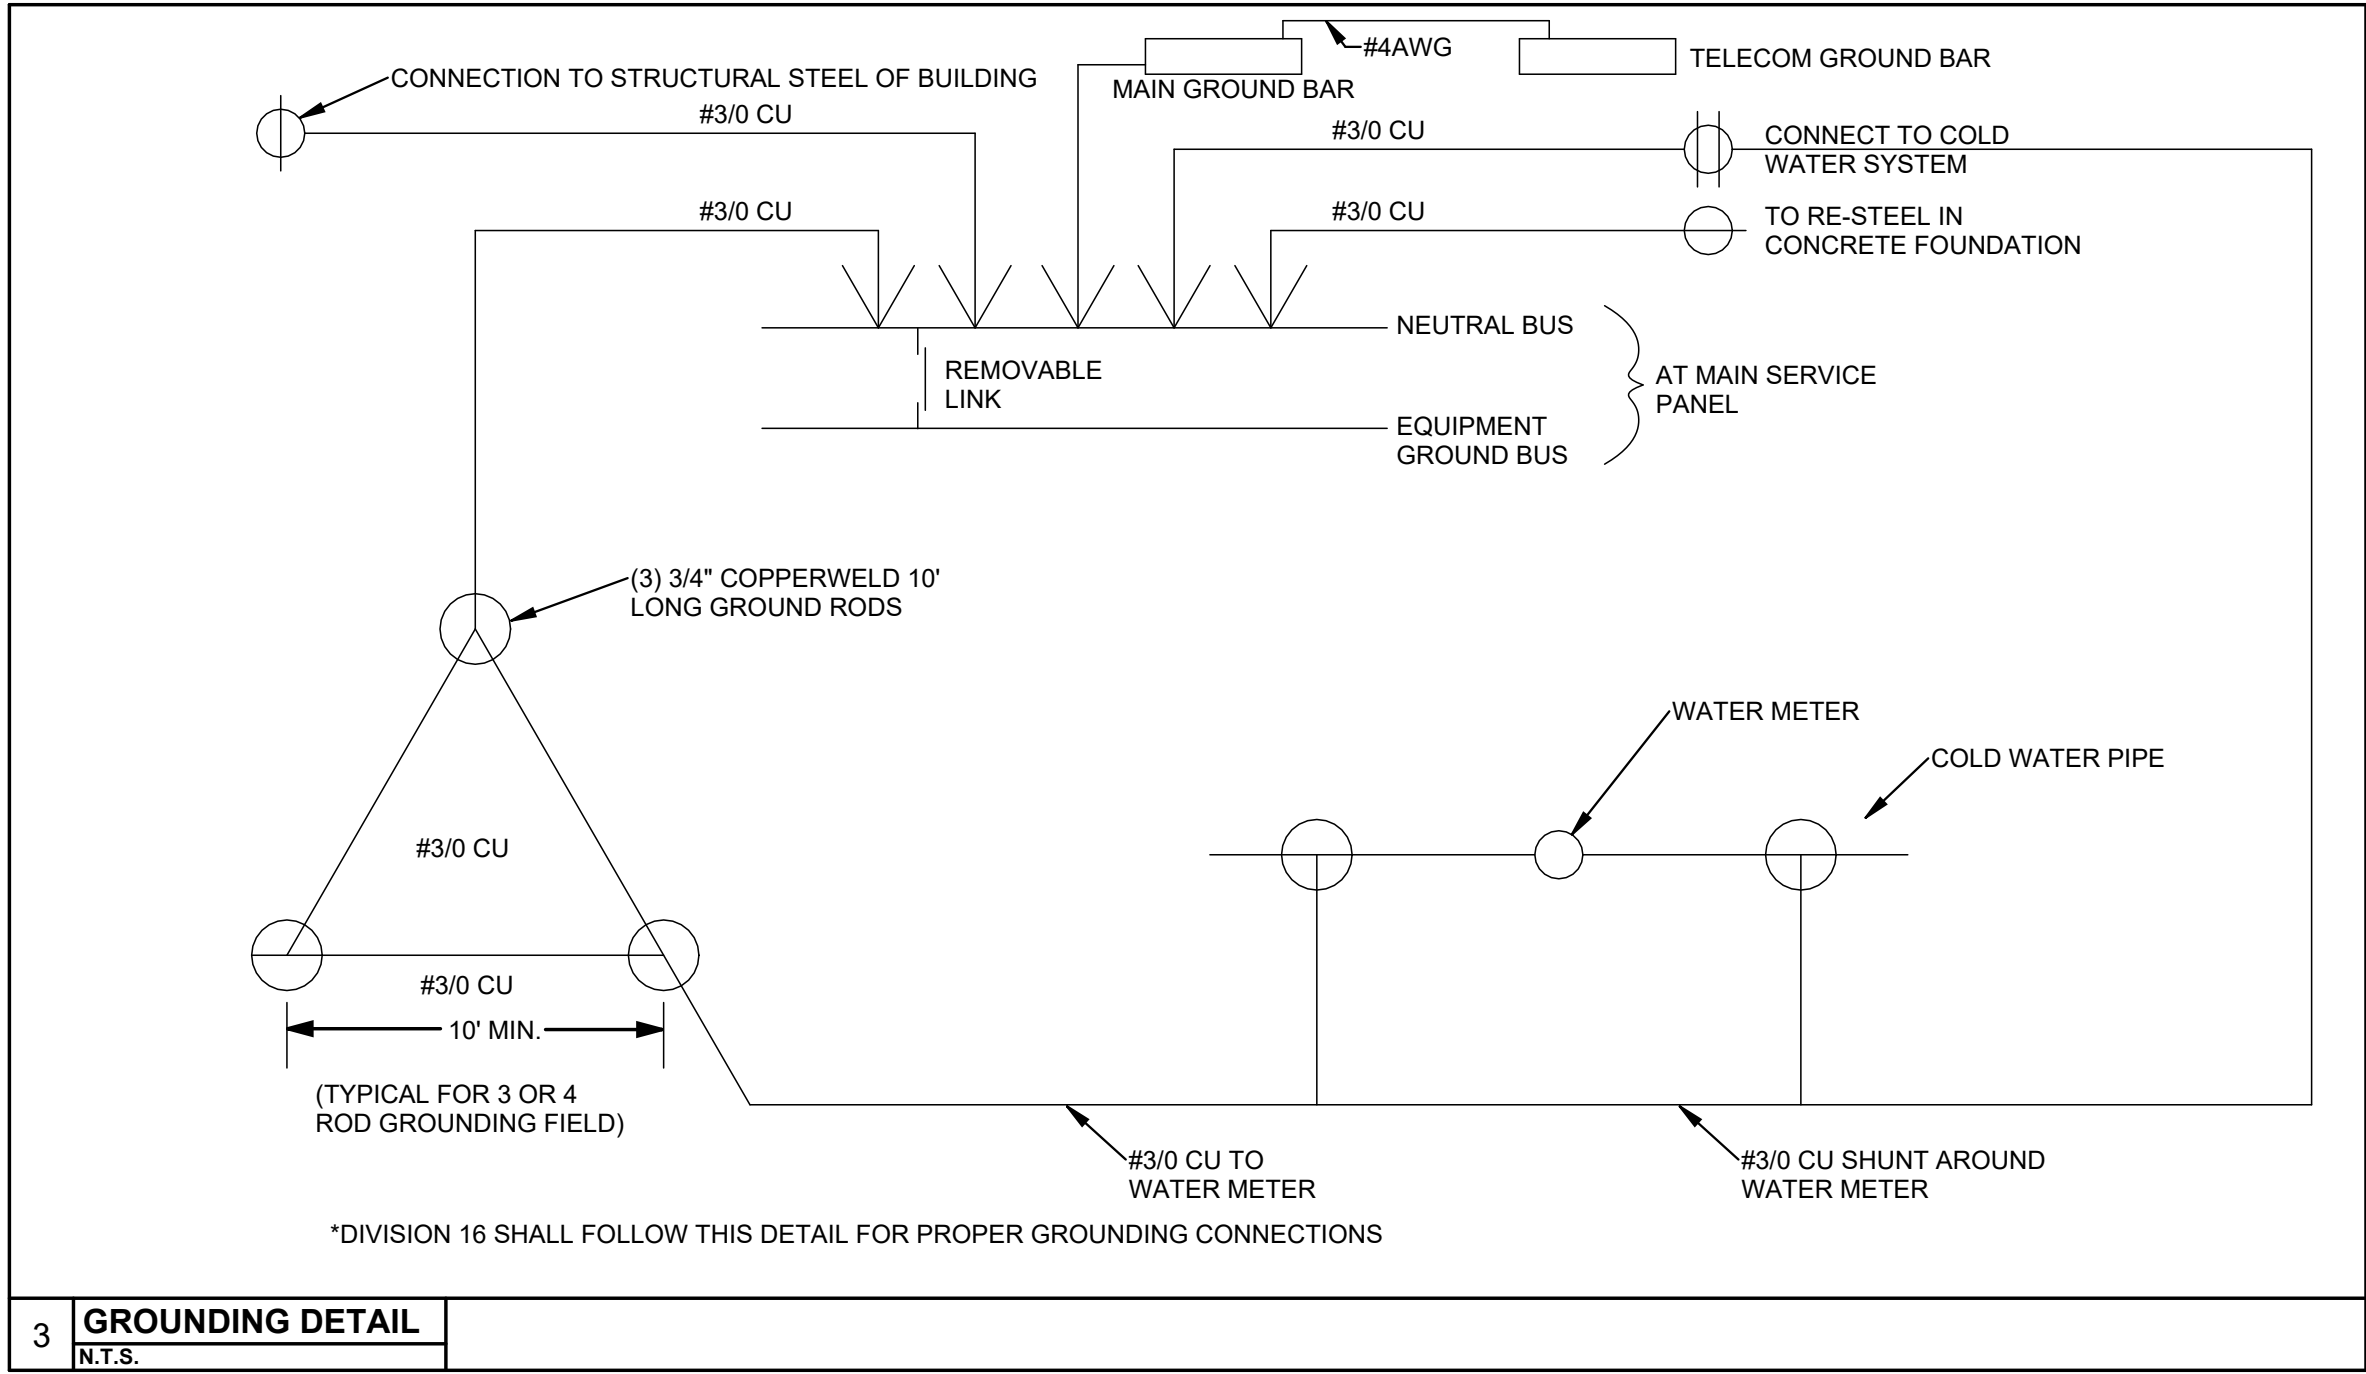 #4AWG
TELECOM GROUND BAR
CONNECTION TO STRUCTURAL STEEL OF BUILDING
MAIN GROUND BAR
#3/0 CU
#3/0 CU
CONNECT TO COLD
WATER SYSTEM
#3/0 CU
#3/0 CU
TO RE-STEEL IN
CONCRETE FOUNDATION
NEUTRAL BUS
REMOVABLE
LINK
AT MAIN SERVICE
PANEL
EQUIPMENT
GROUND BUS
(3) 3/4" COPPERWELD 10'
LONG GROUND RODS
WATER METER
COLD WATER PIPE
#3/0 CU
#3/0 CU
10' MIN.
(TYPICAL FOR 3 OR 4
ROD GROUNDING FIELD)
#3/0 CU TO
WATER METER
#3/0 CU SHUNT AROUND
WATER METER
*DIVISION 16 SHALL FOLLOW THIS DETAIL FOR PROPER GROUNDING CONNECTIONS
3
GROUNDING DETAIL
N.T.S.